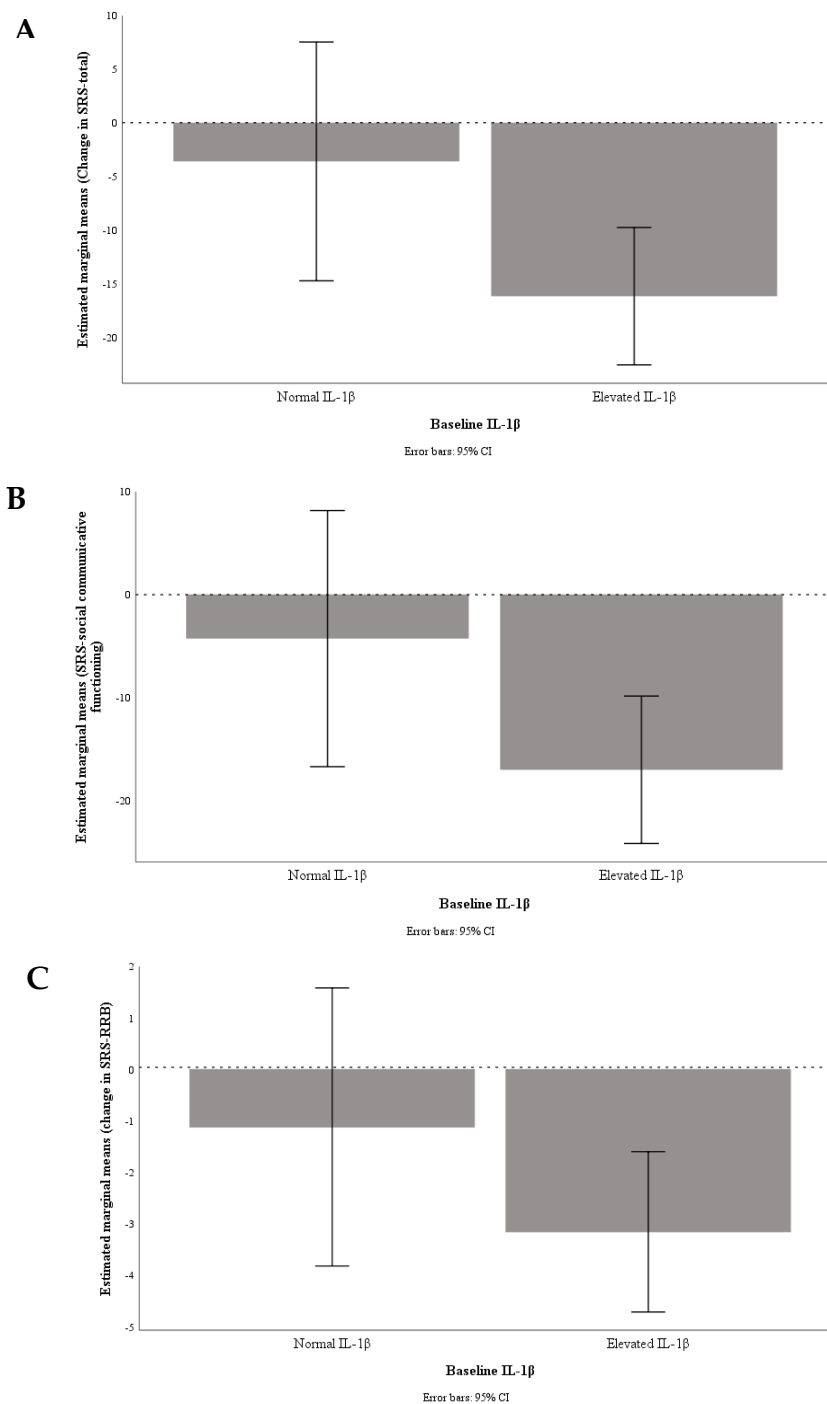 A
Estimated marginal means (Change in SRS-total)
10
5
0
-5
-10
-15
-20
Normal IL-1β
Elevated IL-1β
Baseline IL-1β
Error bars: 95% CI
B
Estimated marginal means (SRS-social communicative
functioning)
10
0
-10
-20
Normal IL-1β
Elevated IL-1β
Baseline IL-1β
Error bars: 95% CI
C
Estimated marginal means (change in SRS-RRB)
2
1
0
-1
-2
-3
-4
-5
Normal IL-1β
Elevated IL-1β
Baseline IL-1β
Error bars: 95% CI